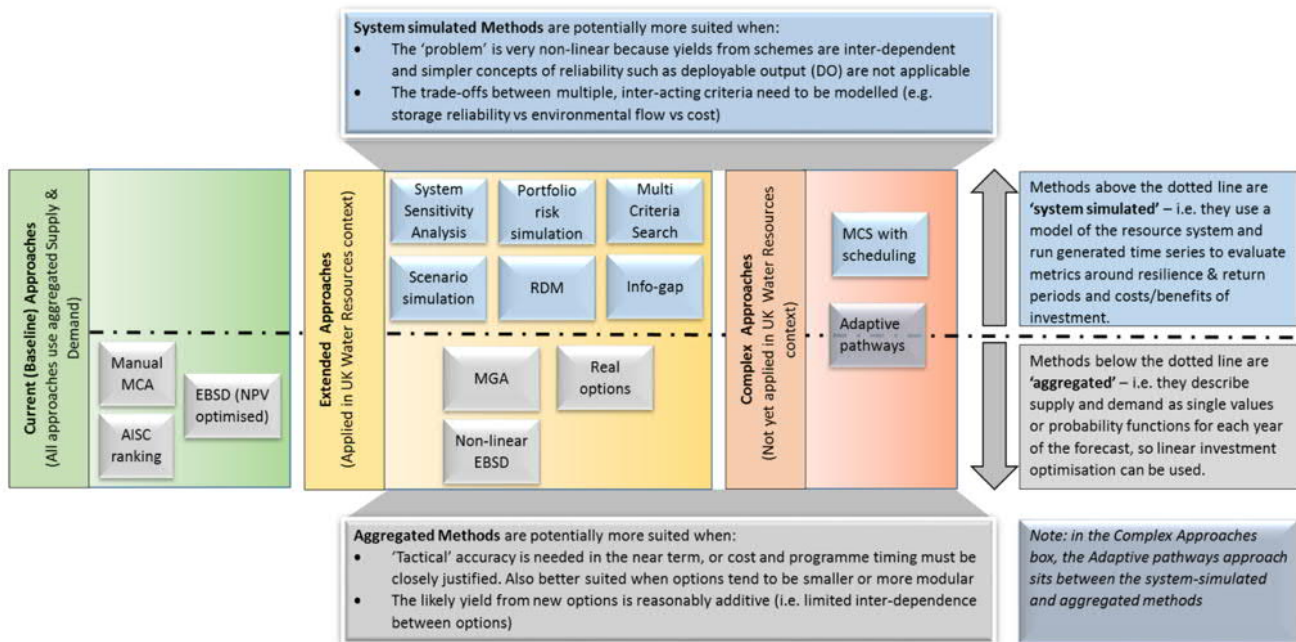 System simulated Methods are potentially more suited when:
• The ‘problem’ is very non-linear because yields from schemes are inter-dependent
and simpler concepts of reliability such as deployable output (DO) are not applicable
• The trade-offs between multiple, inter-acting criteria need to be modelled (e.g.
storage reliability vs environmental flow vs cost)
Current (Baseline) Approaches
(All approaches use aggregated Supply &
Demand)
Manual
MCA
AISC
ranking
EBSD (NPV
optimised)
Extended Approaches
(Applied in UK Water Resources context)
System
Sensitivity
Analysis
Portfolio
risk
simulation
Multi
Criteria
Search
Scenario
simulation
RDM
Info-gap
MGA
Real
options
Non-linear
EBSD
Complex Approaches
(Not yet applied in UK Water Resources
context)
MCS with
scheduling
Adaptive
pathways
Methods above the dotted line are
‘system simulated’ – i.e. they use a
model of the resource system and
run generated time series to evaluate
metrics around resilience & return
periods and costs/benefits of
investment.
Methods below the dotted line are
‘aggregated’ – i.e. they describe
supply and demand as single values
or probability functions for each year
of the forecast, so linear investment
optimisation can be used.
Aggregated Methods are potentially more suited when:
• ‘Tactical’ accuracy is needed in the near term, or cost and programme timing must be
closely justified. Also better suited when options tend to be smaller or more modular
• The likely yield from new options is reasonably additive (i.e. limited inter-dependence
between options)
Note: in the Complex Approaches
box, the Adaptive pathways approach
sits between the system-simulated
and aggregated methods